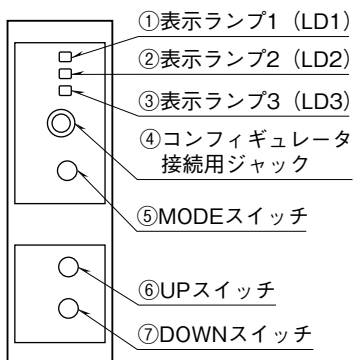 ①表示ランプ1（LD1）
②表示ランプ2（LD2）
③表示ランプ3（LD3）
④コンフィギュレータ
接続用ジャック
⑤MODEスイッチ
⑥UPスイッチ
⑦DOWNスイッチ